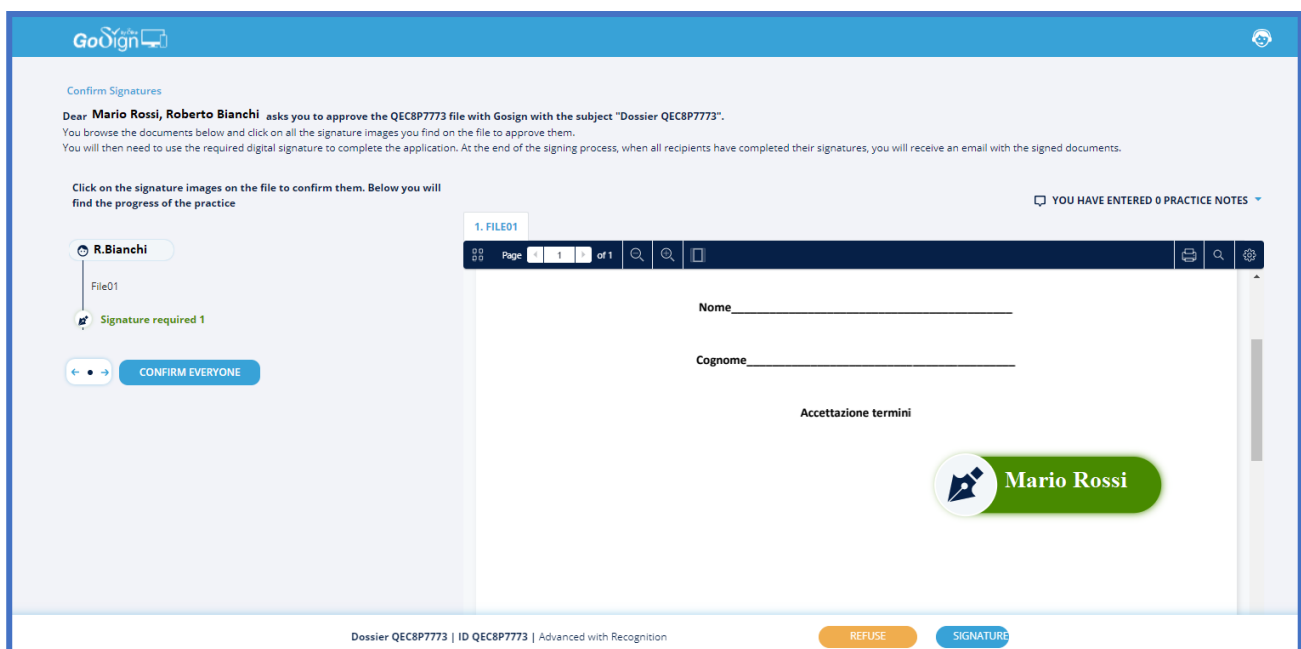 GoSign
Confirm Signatures
Dear Mario Rossi, Roberto Bianchi asks you to approve the QEC8P7773 file with Gosign with the subject "Dossier QEC8P7773".
You browse the documents below and click on all the signature images you find on the file to approve them.
You will then need to use the required digital signature to complete the application. At the end of the signing process, when all recipients have completed their signatures, you will receive an email with the signed documents.
Click on the signature images on the file to confirm them. Below you will
find the progress of the practice
YOU HAVE ENTERED 0 PRACTICE NOTES
1. FILE01
R.Bianchi
Page 1 of 1
File01
Nome
Signature required 1
Cognome
CONFIRM EVERYONE
Accettazione termini
Mario Rossi
Dossier QEC8P7773 | ID QEC8P7773 | Advanced with Recognition
REFUSE
SIGNATURE